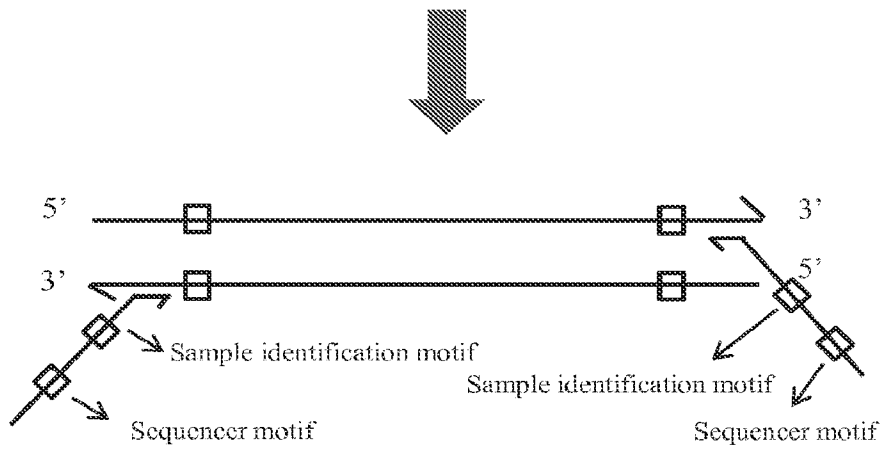 5’ 3’
3’ 5’
Sample identification motif
Sample identification motif
Sequencer motif
Sequencer motif